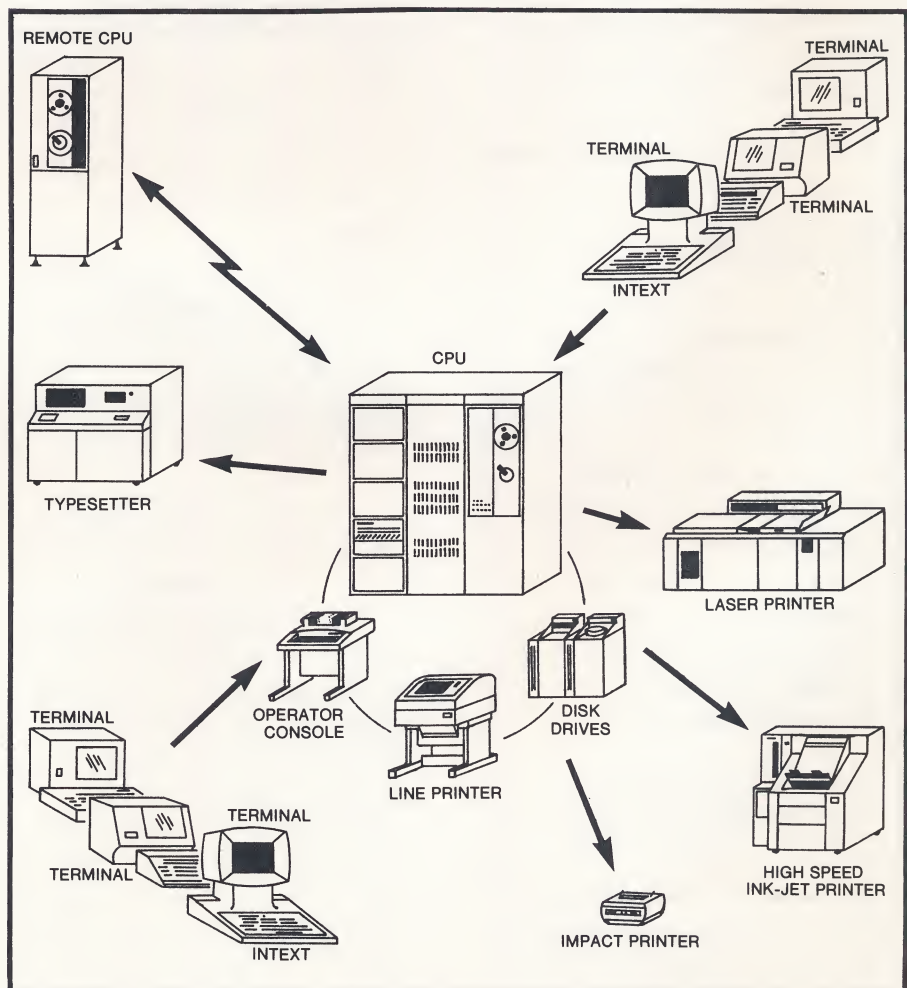 REMOTE CPU
TERMINAL
TERMINAL
TERMINAL
INTEXT
CPU
TYPESETTER
LASER PRINTER
OPERATOR
CONSOLE
DISK
DRIVES
LINE PRINTER
TERMINAL
TERMINAL
TERMINAL
INTEXT
HIGH SPEED
INK-JET PRINTER
IMPACT PRINTER